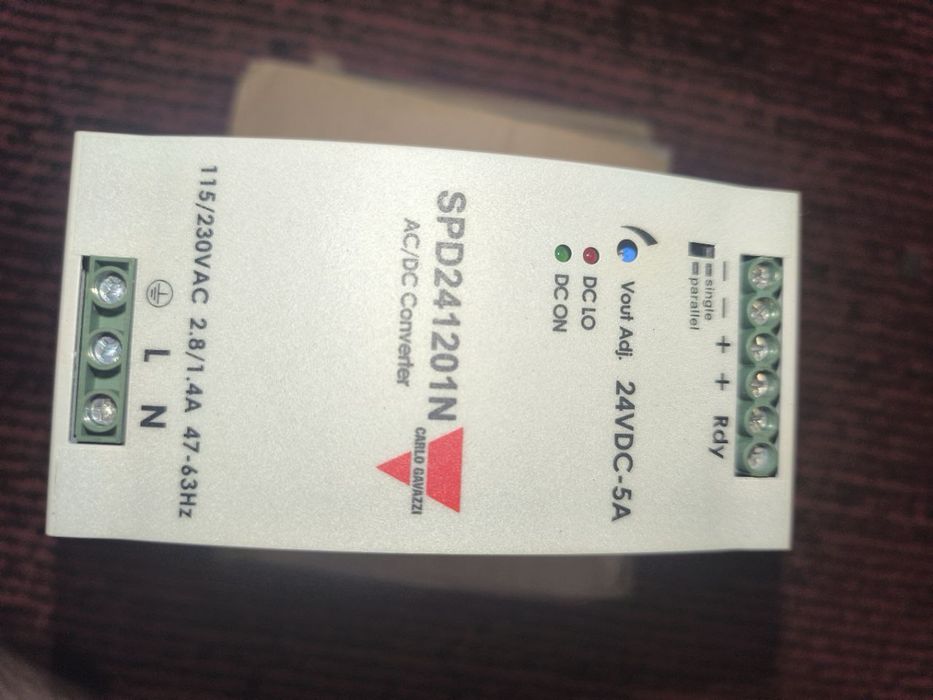 – – + + Rdy
single
parallel
Vout Adj. 24VDC-5A
DC LO
DC ON
SPD241201N
AC/DC Converter
CARLO GAVAZZI
L N
115/230VAC 2.8/1.4A 47-63Hz